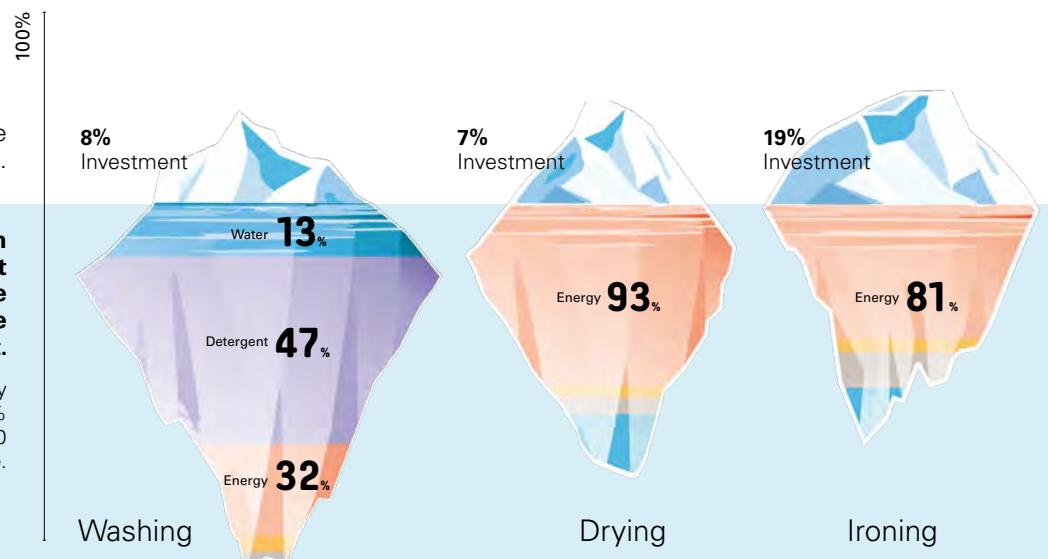 100%
e
.
n
t
e
e
y
%
0
.
8%
Investment
Water 13%
Detergent 47%
Energy 32%
Washing
7%
Investment
Energy 93%
Drying
19%
Investment
Energy 81%
Ironing